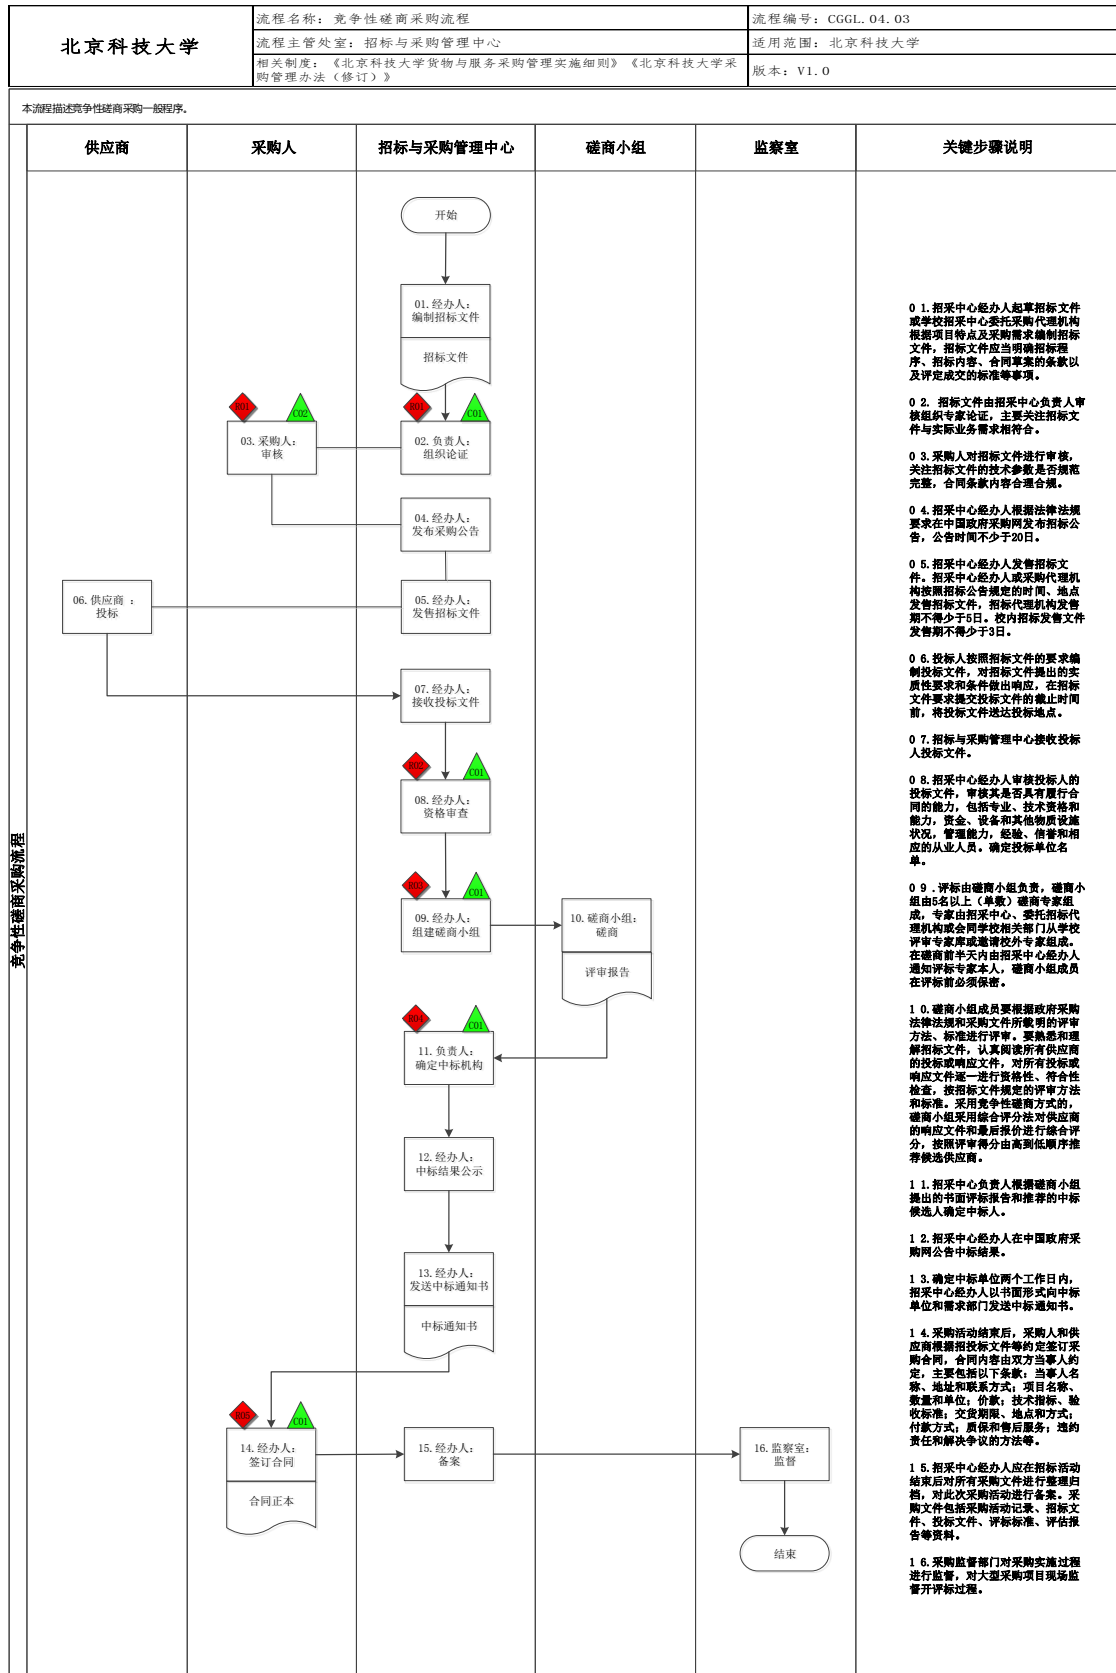 北京科技大学
流程名称：竞争性磋商采购流程
流程编号：CGGL.04.03
流程主管处室：招标与采购管理中心
适用范围：北京科技大学
相关制度：《北京科技大学货物与服务采购管理实施细则》《北京科技大学采
购管理办法（修订）》
版本：V1.0
本流程描述竞争性磋商采购一般程序。
供应商
采购人
招标与采购管理中心
磋商小组
监察室
关键步骤说明
竞争性磋商采购流程
开始
01.经办人：
编制招标文件
招标文件
R01
C02
R01
C01
03.采购人：
审核
02.负责人：
组织论证
04.经办人：
发布采购公告
06.供应商 ：
投标
05.经办人：
发售招标文件
07.经办人：
接收投标文件
R02
C01
08.经办人：
资格审查
R03
C01
09.经办人：
组建磋商小组
10.磋商小组：
磋商
评审报告
R04
C01
11.负责人：
确定中标机构
12.经办人：
中标结果公示
13.经办人：
发送中标通知书
中标通知书
R05
C01
14.经办人：
签订合同
合同正本
15.经办人：
备案
16.监察室：
监督
结束
0 1.招采中心经办人起草招标文件
或学校招采中心委托采购代理机构
根据项目特点及采购需求编制招标
文件，招标文件应当明确招标程
序、招标内容、合同草案的条款以
及评定成交的标准等事项。
0 2. 招标文件由招采中心负责人审
核组织专家论证，主要关注招标文
件与实际业务需求相符合。
0 3.采购人对招标文件进行审核，
关注招标文件的技术参数是否规范
完整，合同条款内容合理合规。
0 4.招采中心经办人根据法律法规
要求在中国政府采购网发布招标公
告，公告时间不少于20日。
0 5.招采中心经办人发售招标文
件。招采中心经办人或采购代理机
构按照招标公告规定的时间、地点
发售招标文件，招标代理机构发售
期不得少于5日。校内招标发售文件
发售期不得少于3日。
0 6.投标人按照招标文件的要求编
制投标文件，对招标文件提出的实
质性要求和条件做出响应，在招标
文件要求提交投标文件的截止时间
前，将投标文件送达投标地点。
0 7.招标与采购管理中心接收投标
人投标文件。
0 8.招采中心经办人审核投标人的
投标文件，审核其是否具有履行合
同的能力，包括专业、技术资格和
能力，资金、设备和其他物质设施
状况，管理能力，经验、信誉和相
应的从业人员。确定投标单位名
单。
0 9 .评标由磋商小组负责，磋商小
组由5名以上（单数）磋商专家组
成，专家由招采中心、委托招标代
理机构或会同学校相关部门从学校
评审专家库或邀请校外专家组成。
在磋商前半天内由招采中心经办人
通知评标专家本人，磋商小组成员
在评标前必须保密。
1 0.磋商小组成员要根据政府采购
法律法规和采购文件所载明的评审
方法、标准进行评审。要熟悉和理
解招标文件，认真阅读所有供应商
的投标或响应文件，对所有投标或
响应文件逐一进行资格性、符合性
检查，按招标文件规定的评审方法
和标准。采用竞争性磋商方式的，
磋商小组采用综合评分法对供应商
的响应文件和最后报价进行综合评
分，按照评审得分由高到低顺序推
荐候选供应商。
1 1.招采中心负责人根据磋商小组
提出的书面评标报告和推荐的中标
候选人确定中标人。
1 2.招采中心经办人在中国政府采
购网公告中标结果。
1 3.确定中标单位两个工作日内，
招采中心经办人以书面形式向中标
单位和需求部门发送中标通知书。
1 4.采购活动结束后，采购人和供
应商根据招投标文件等约定签订采
购合同，合同内容由双方当事人约
定，主要包括以下条款：当事人名
称、地址和联系方式；项目名称、
数量和单位；价款；技术指标、验
收标准；交货期限、地点和方式；
付款方式；质保和售后服务；违约
责任和解决争议的方法等。
1 5.招采中心经办人应在招标活动
结束后对所有采购文件进行整理归
档，对此次采购活动进行备案。采
购文件包括采购活动记录、招标文
件、投标文件、评标标准、评估报
告等资料。
1 6.采购监督部门对采购实施过程
进行监督，对大型采购项目现场监
督开评标过程。